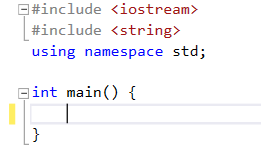 #include <iostream>
#include <string>
using namespace std;
int main() {
}